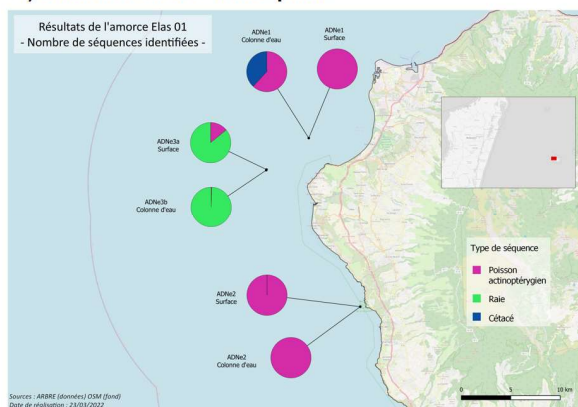 Résultats de l'amorce Elas 01
- Nombre de séquences identifiées -
ADNe1
Colonne d'eau
ADNe1
Surface
ADNe3a
Surface
ADNe3b
Colonne d'eau
ADNe2
Surface
ADNe2
Colonne d'eau
Type de séquence
Poisson
actinoptérygien
Raie
Cétacé
0
5
10 km
Sources : ARBRE (données) OSM (fond)
Date de réalisation : 23/03/2022